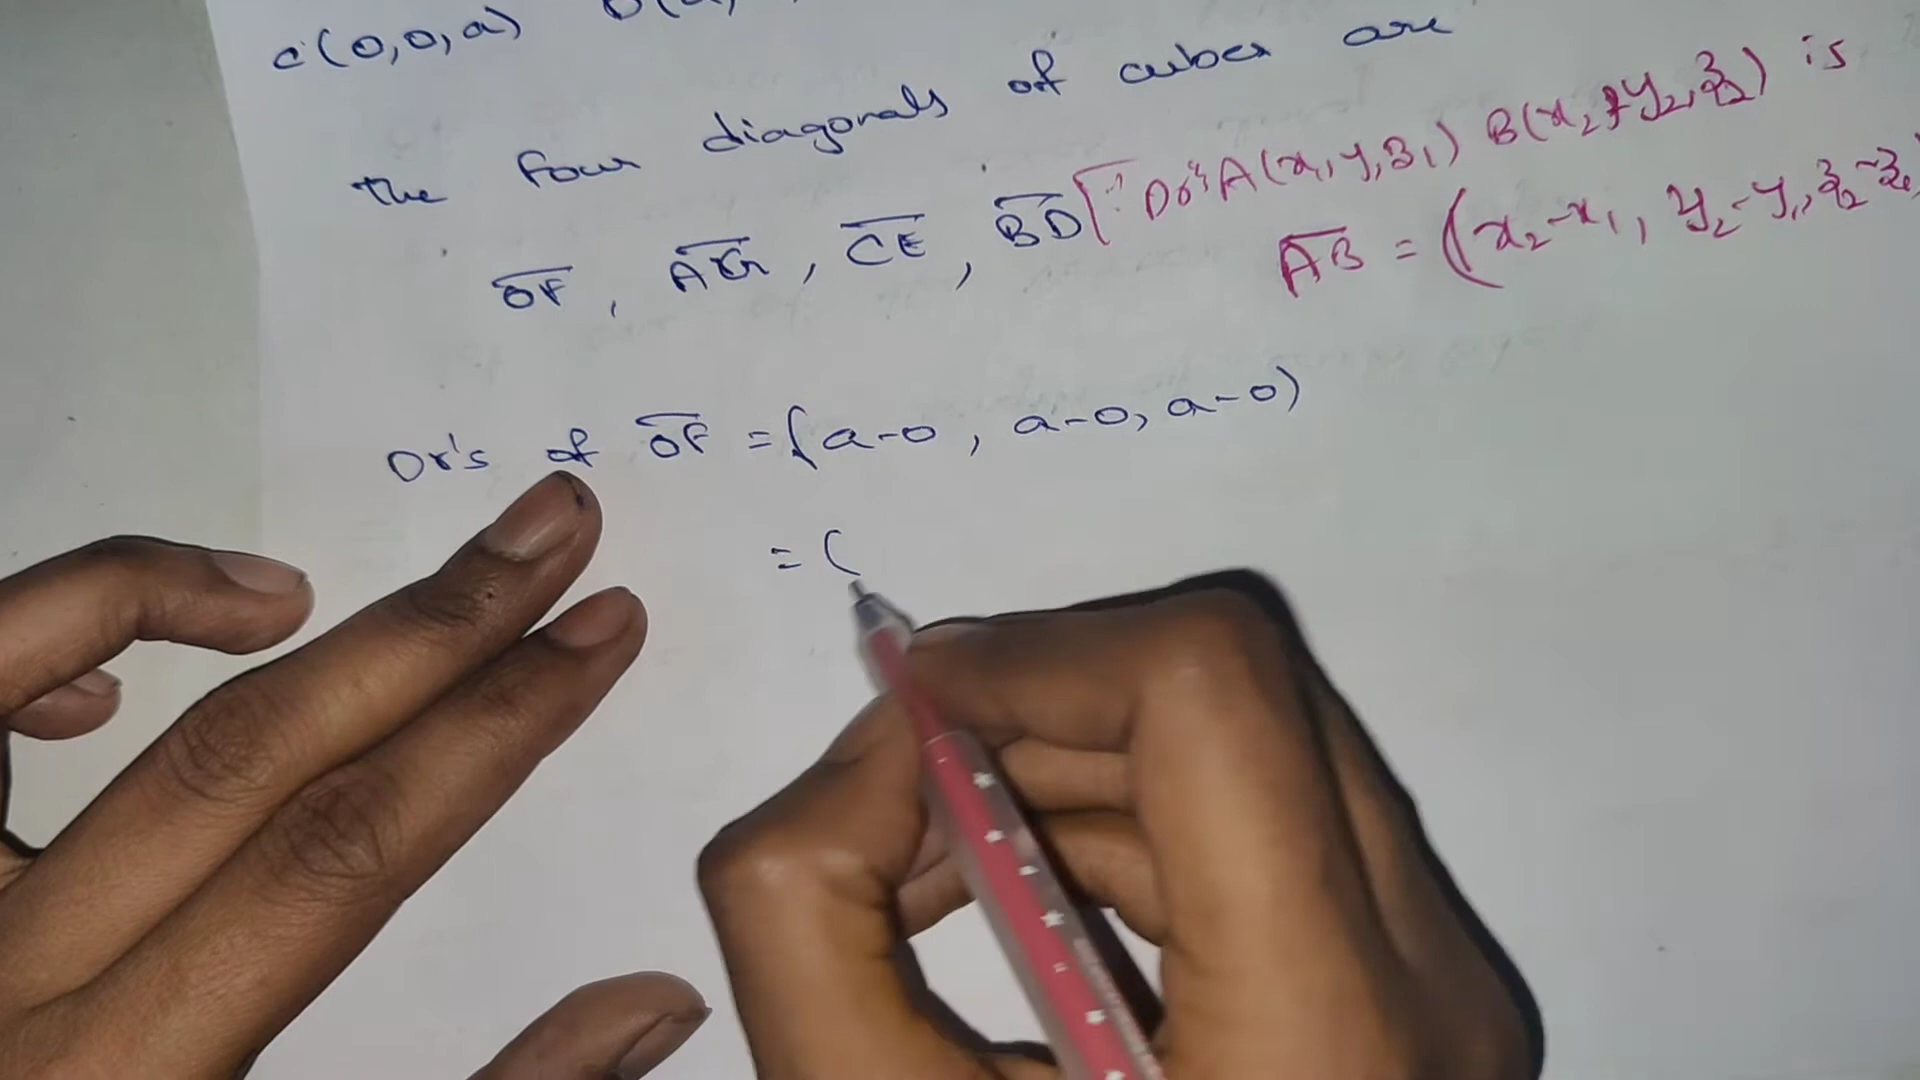 C(0,0,a)
the four diagonals of cubes are
OF, AG, CE, BD [∵ Dr's A(x₁,y,z₁) B(x₂,y₂,z₂) is
AB = (x₂-x₁, y₂-y₁, z₂-z₁
Dr's of OF = (a-0, a-0, a-0)
= (